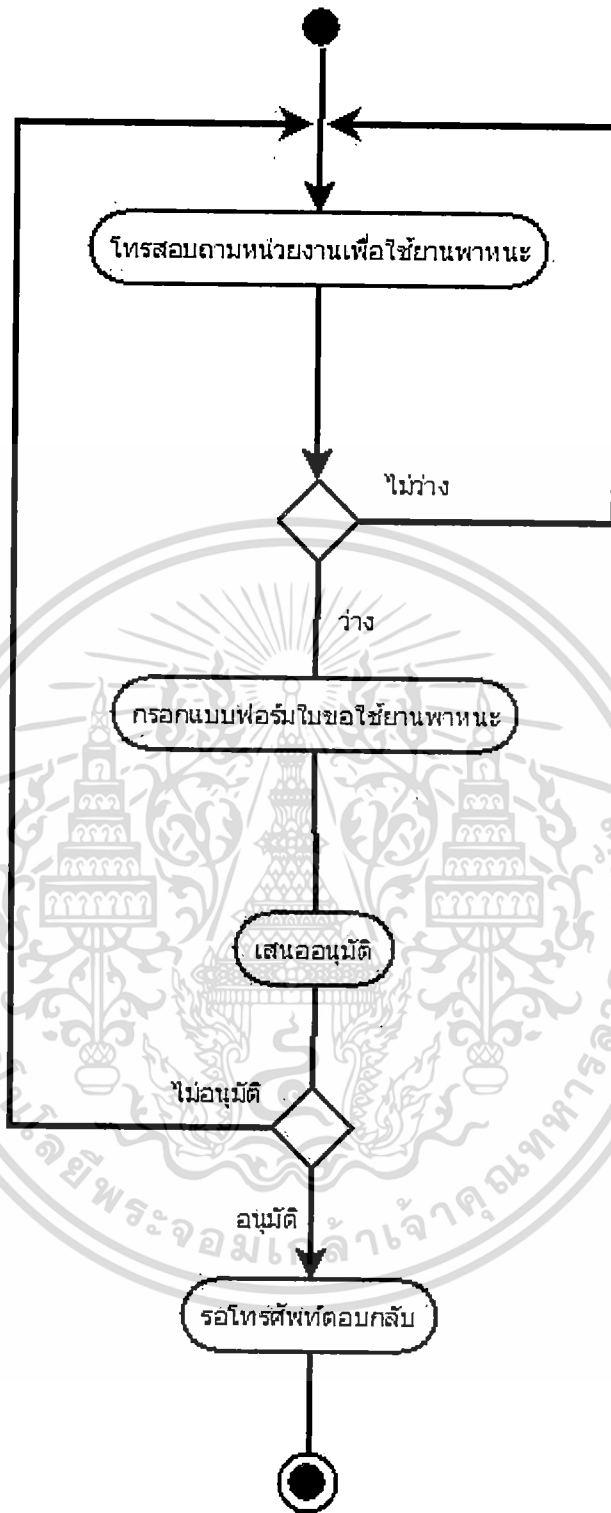 โทรสอบถามหน่วยงานเพื่อใช้ยานพาหนะ
ไม่ว่าง
ว่าง
กรอกแบบฟอร์มใบขอใช้ยานพาหนะ
เสนออนุมัติ
ไม่อนุมัติ
อนุมัติ
รอโทรศัพท์ตอบกลับ